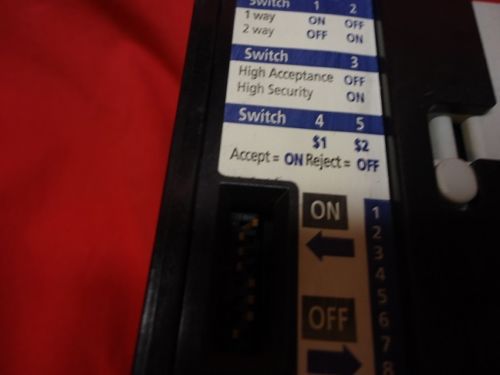 Switch 1 2
1 way ON OFF
2 way OFF ON
Switch 3
High Acceptance OFF
High Security ON
Switch 4 5
$1 $2
Accept = ON Reject = OFF
ON 1
2
3
4
5
OFF 6
7
8